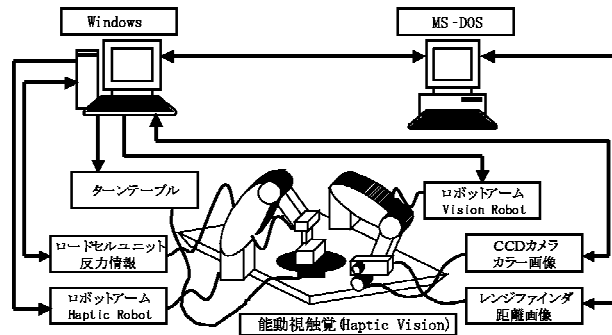 Windows
MS-DOS
ターンテーブル
ロボットアーム
Vision Robot
ロードセルユニット
反力情報
CCDカメラ
カラー画像
ロボットアーム
Haptic Robot
レンジファインダ
距離画像
能動視触覚(Haptic Vision)